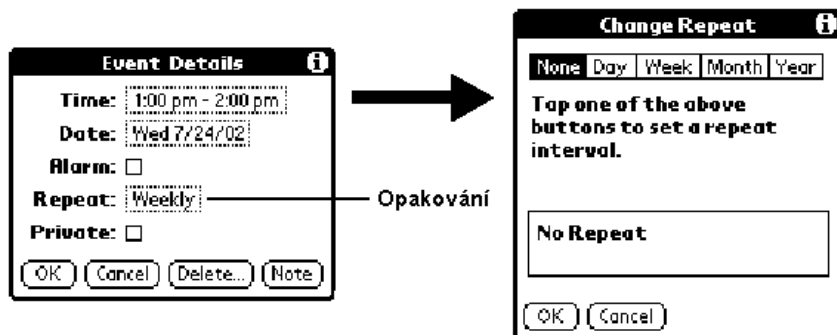 Event Details
Time: 1:00 pm - 2:00 pm
Date: Wed 7/24/02
Alarm:
Repeat: Weekly
Private:
OK Cancel Delete... Note
Opakování
Change Repeat
None Day Week Month Year
Tap one of the above
buttons to set a repeat
interval.
No Repeat
OK Cancel